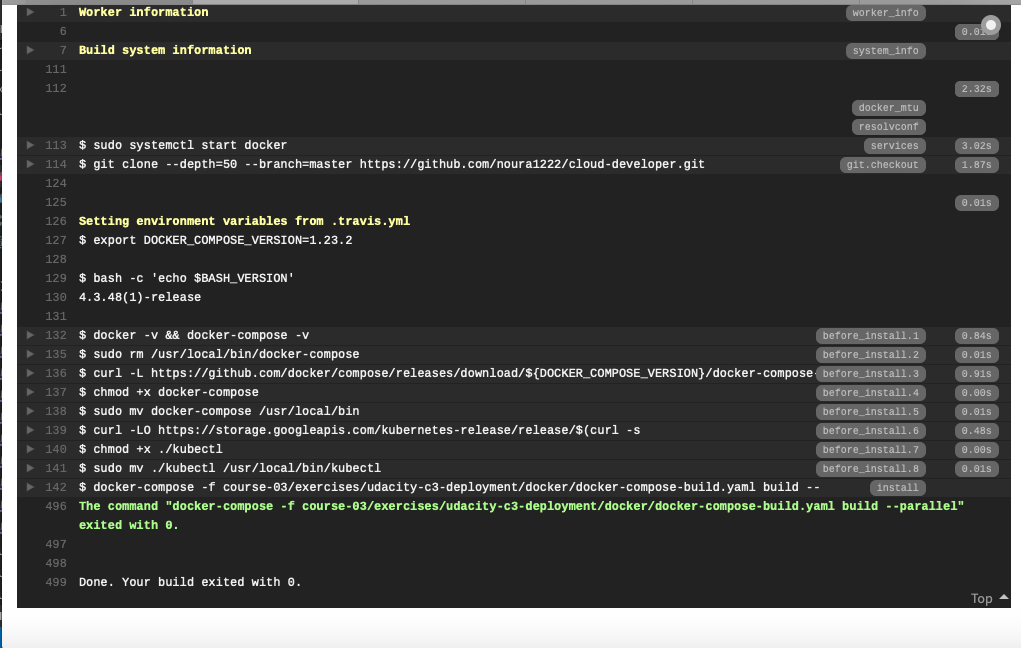 1 Worker information worker_info
6 0.01s
7 Build system information system_info
111
112 2.32s
docker_mtu
resolvconf
113 $ sudo systemctl start docker services 3.02s
114 $ git clone --depth=50 --branch=master https://github.com/noura1222/cloud-developer.git git.checkout 1.87s
124
125 0.01s
126 Setting environment variables from .travis.yml
127 $ export DOCKER_COMPOSE_VERSION=1.23.2
128
129 $ bash -c 'echo $BASH_VERSION'
130 4.3.48(1)-release
131
132 $ docker -v && docker-compose -v before_install.1 0.84s
135 $ sudo rm /usr/local/bin/docker-compose before_install.2 0.01s
136 $ curl -L https://github.com/docker/compose/releases/download/${DOCKER_COMPOSE_VERSION}/docker-compose- before_install.3 0.91s
137 $ chmod +x docker-compose before_install.4 0.00s
138 $ sudo mv docker-compose /usr/local/bin before_install.5 0.01s
139 $ curl -LO https://storage.googleapis.com/kubernetes-release/release/$(curl -s before_install.6 0.48s
140 $ chmod +x ./kubectl before_install.7 0.00s
141 $ sudo mv ./kubectl /usr/local/bin/kubectl before_install.8 0.01s
142 $ docker-compose -f course-03/exercises/udacity-c3-deployment/docker/docker-compose-build.yaml build -- install
496 The command "docker-compose -f course-03/exercises/udacity-c3-deployment/docker/docker-compose-build.yaml build --parallel"
exited with 0.
497
498
499 Done. Your build exited with 0.
Top